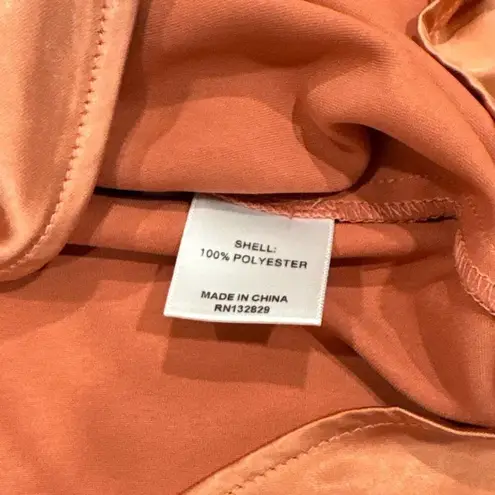 SHELL:
100% POLYESTER
MADE IN CHINA
RN132829